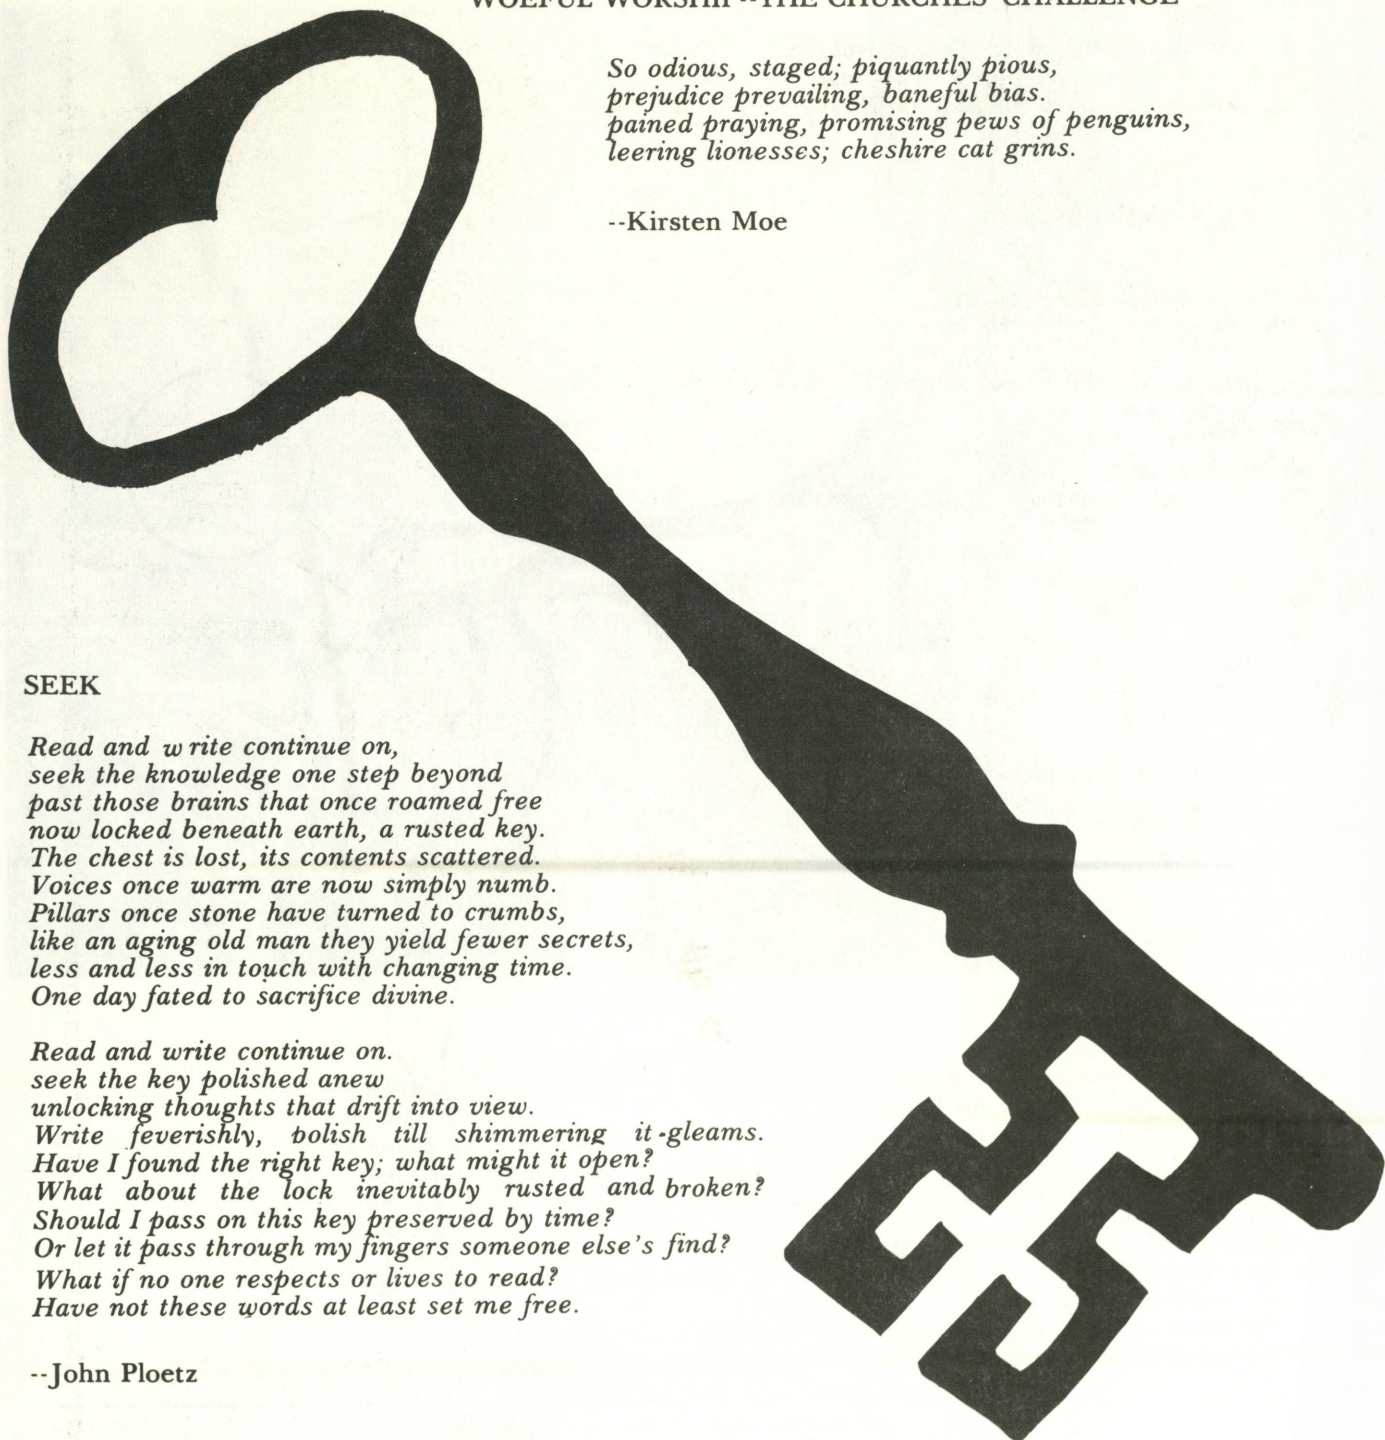 WOEFUL WORSHIP --THE CHURCHES' CHALLENGE
So odious, staged; piquantly pious,
prejudice prevailing, baneful bias.
pained praying, promising pews of penguins,
leering lionesses; cheshire cat grins.
--Kirsten Moe
SEEK
Read and w rite continue on,
seek the knowledge one step beyond
past those brains that once roamed free
now locked beneath earth, a rusted key.
The chest is lost, its contents scattered.
Voices once warm are now simply numb.
Pillars once stone have turned to crumbs,
like an aging old man they yield fewer secrets,
less and less in touch with changing time.
One day fated to sacrifice divine.
Read and write continue on.
seek the key polished anew
unlocking thoughts that drift into view.
Write feverishly, polish till shimmering it-gleams.
Have I found the right key; what might it open?
What about the lock inevitably rusted and broken?
Should I pass on this key preserved by time?
Or let it pass through my fingers someone else's find?
What if no one respects or lives to read?
Have not these words at least set me free.
--John Ploetz